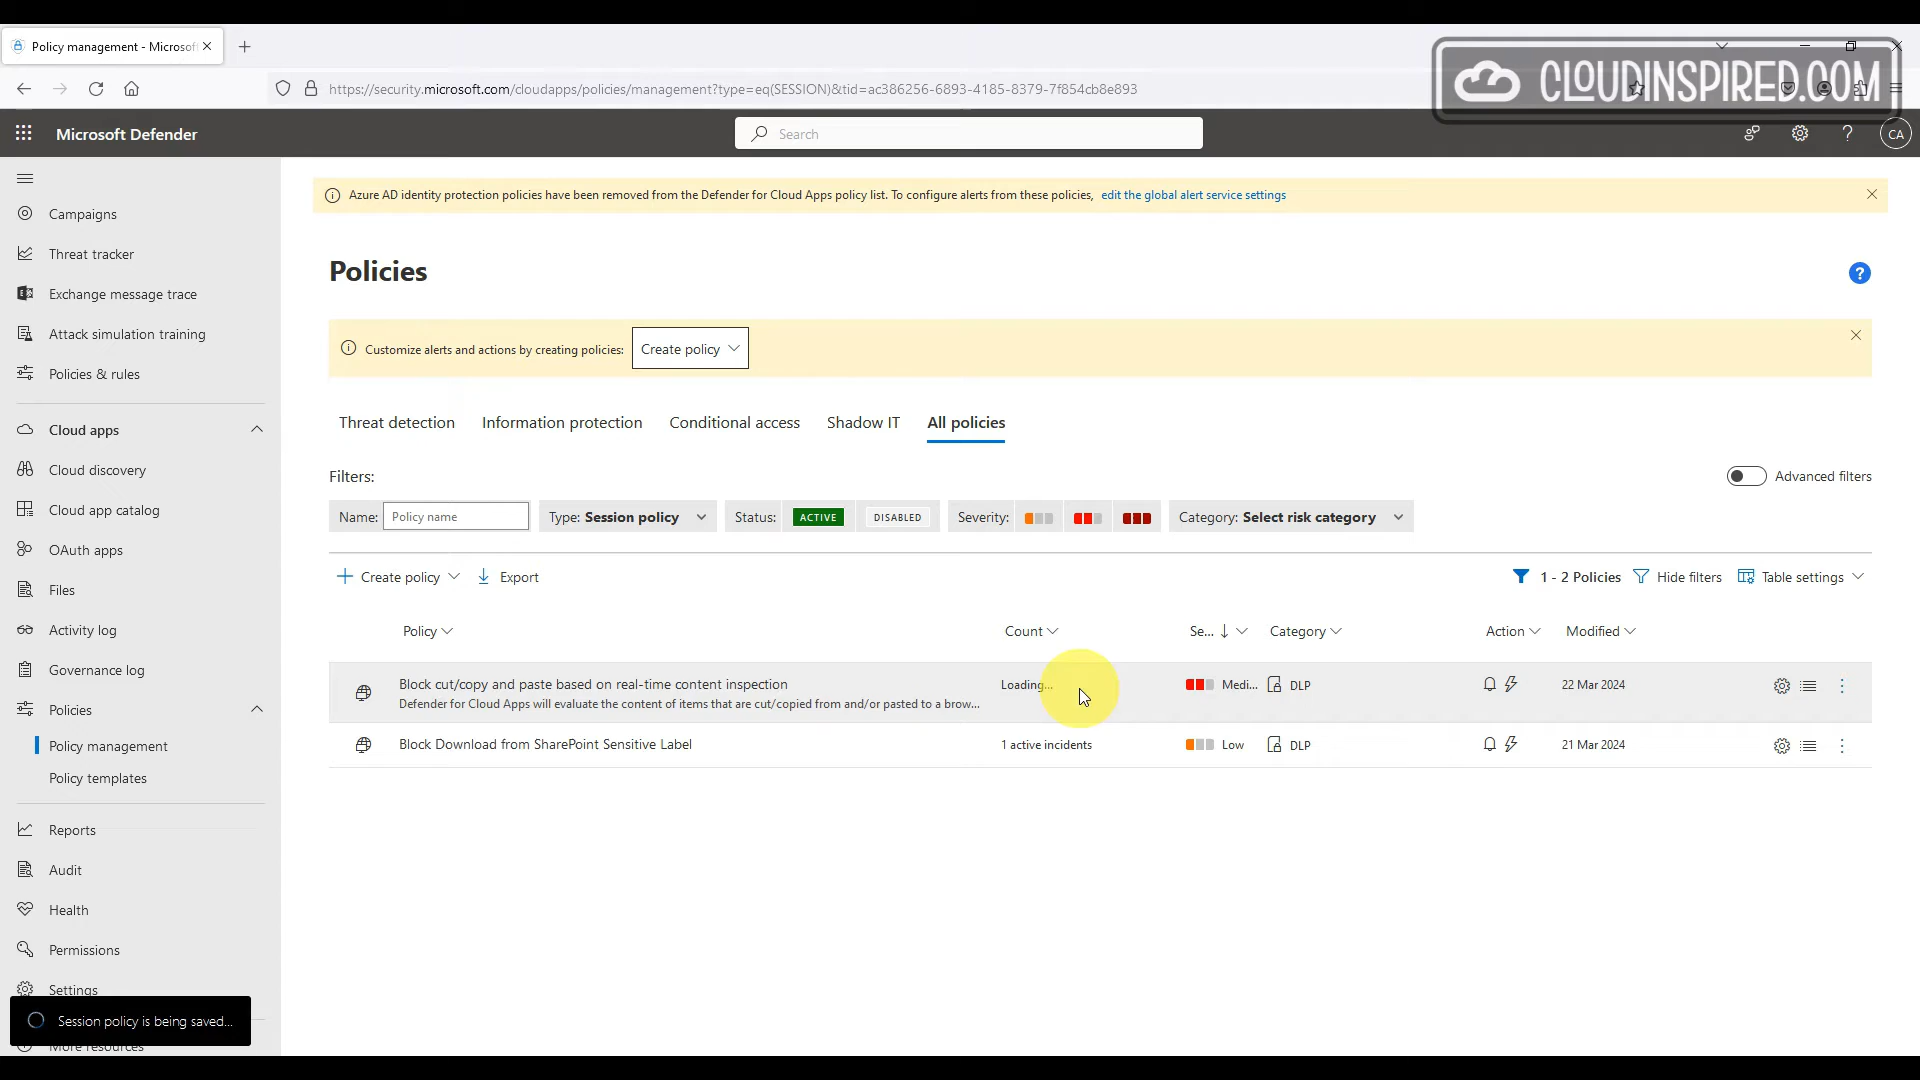 Policy management - Microsof
CLOUDINSPIRED.COM
https://security.microsoft.com/cloudapps/policies/management?type=eq(SESSION)&tid=ac386256-6893-4185-8379-7f854cb8e893
Microsoft Defender
Search
CA
Azure AD identity protection policies have been removed from the Defender for Cloud Apps policy list. To configure alerts from these policies, edit the global alert service settings
Campaigns
Threat tracker
Exchange message trace
Attack simulation training
Policies & rules
Cloud apps
Cloud discovery
Cloud app catalog
OAuth apps
Files
Activity log
Governance log
Policies
Policy management
Policy templates
Reports
Audit
Health
Permissions
Settings
More resources
Session policy is being saved...
Policies
?
Customize alerts and actions by creating policies: Create policy
Threat detection Information protection Conditional access Shadow IT All policies
Filters: Advanced filters
Name: Policy name Type: Session policy Status: ACTIVE DISABLED Severity: Category: Select risk category
Create policy Export 1 - 2 Policies Hide filters Table settings
Policy Count Se... Category Action Modified
Block cut/copy and paste based on real-time content inspection Loading... Medi... DLP 22 Mar 2024
Defender for Cloud Apps will evaluate the content of items that are cut/copied from and/or pasted to a brow...
Block Download from SharePoint Sensitive Label 1 active incidents Low DLP 21 Mar 2024